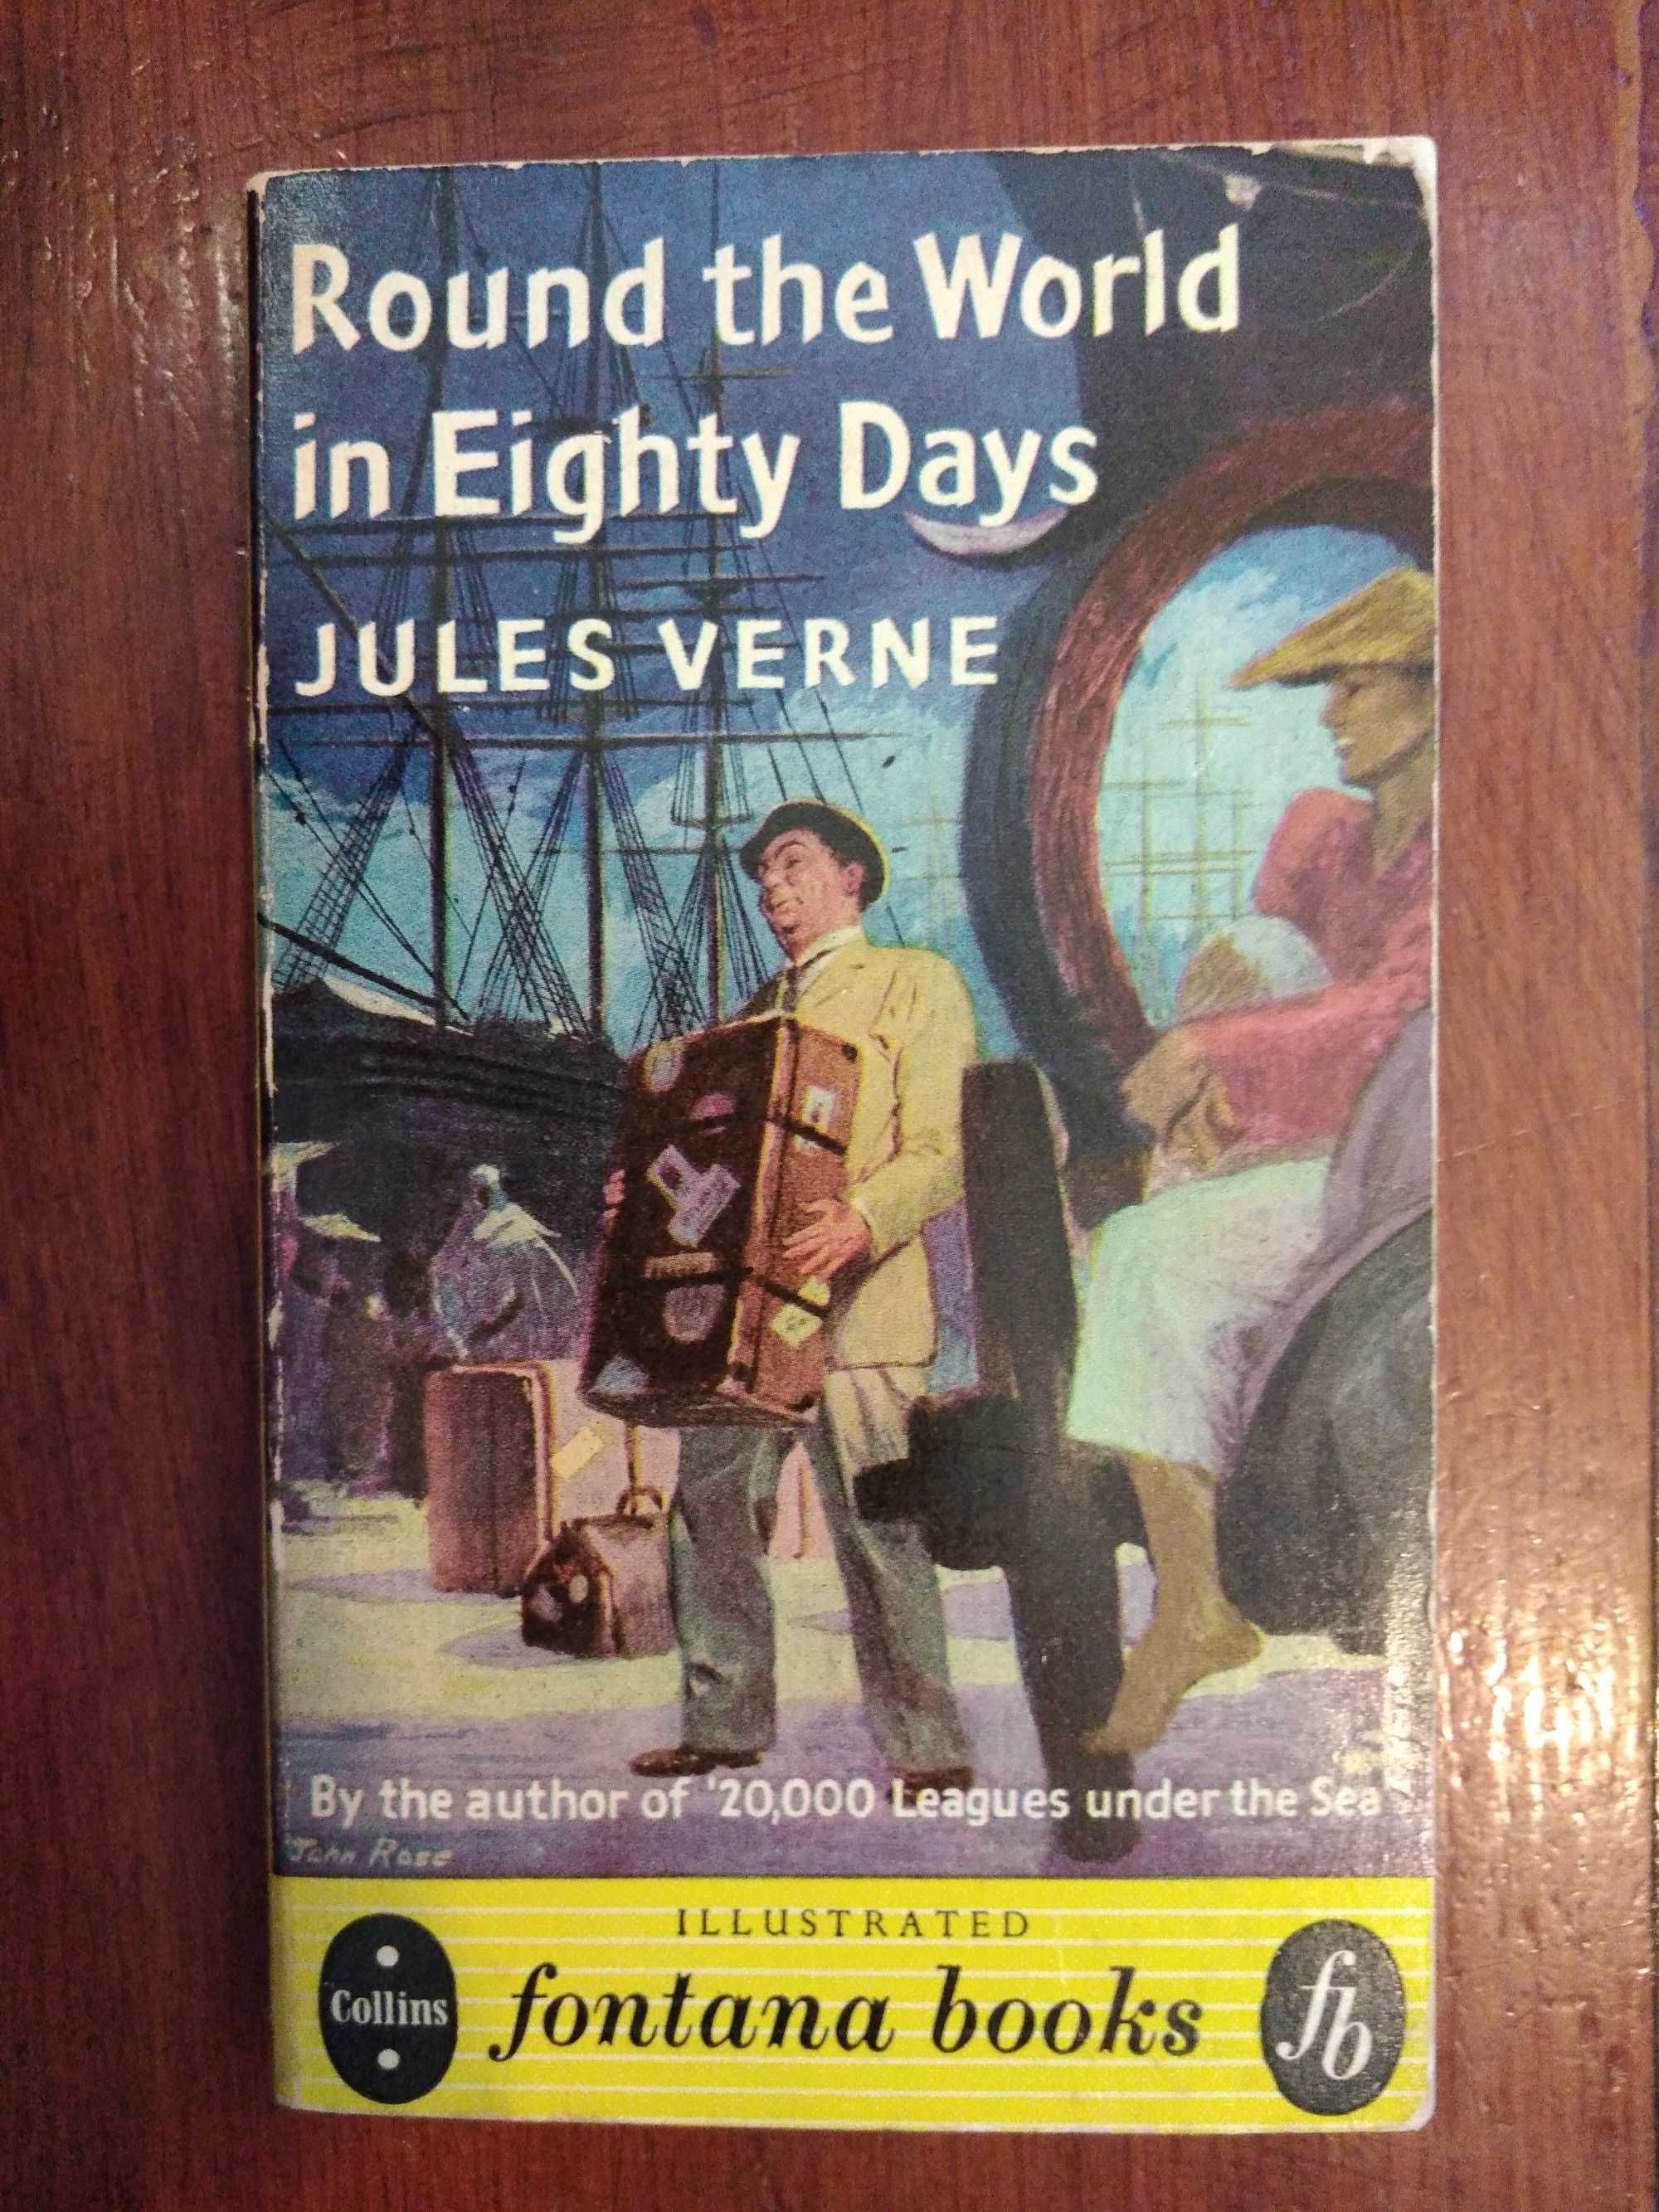 Round the World
in Eighty Days
JULES VERNE
By the author of '20,000 Leagues under the Sea'
John Rose
ILLUSTRATED
Collins
fontana books
fb